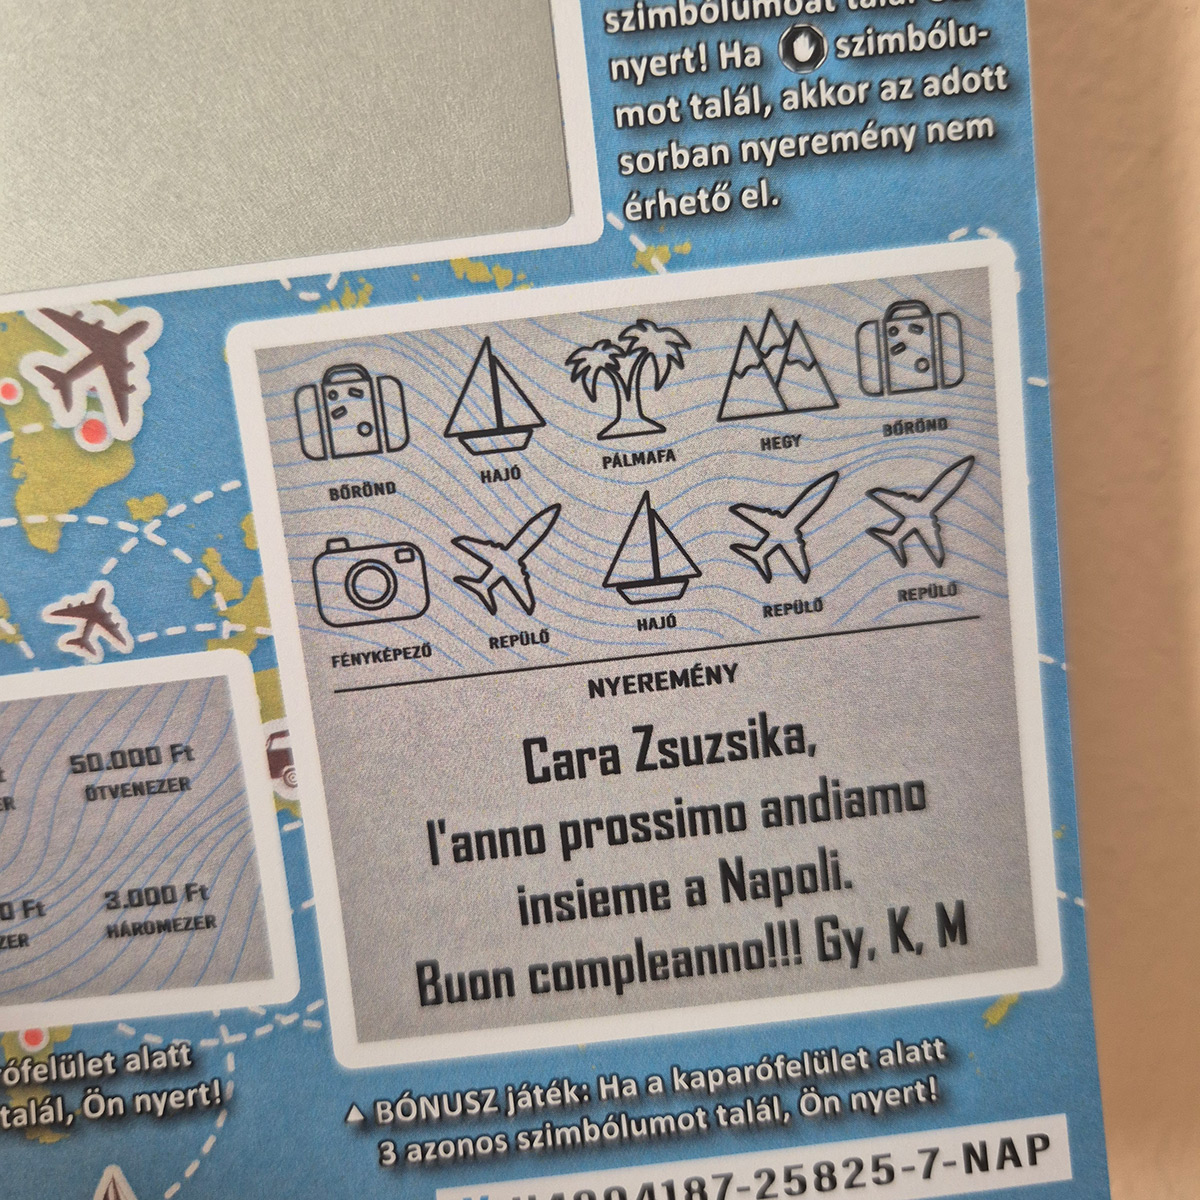 nyert! Ha szimbólu-
mot talál, akkor az adott
sorban nyeremény nem
érhető el.
BŐRÖND
HAJÓ
PÁLMAFA
HEGY
BŐRÖND
FÉNYKÉPEZŐ
REPÜLŐ
HAJÓ
REPÜLŐ
REPÜLŐ
NYEREMÉNY
Cara Zsuzsika,
l'anno prossimo andiamo
insieme a Napoli.
Buon compleanno!!! Gy, K, M
50.000 Ft
ÖTVENEZER
3.000 Ft
HÁROMEZER
alatt
talál, Ön nyert!
▲ BÓNUSZ játék: Ha a kaparófelület alatt
3 azonos szimbólumot talál, Ön nyert!
4187-25825-7-NAP